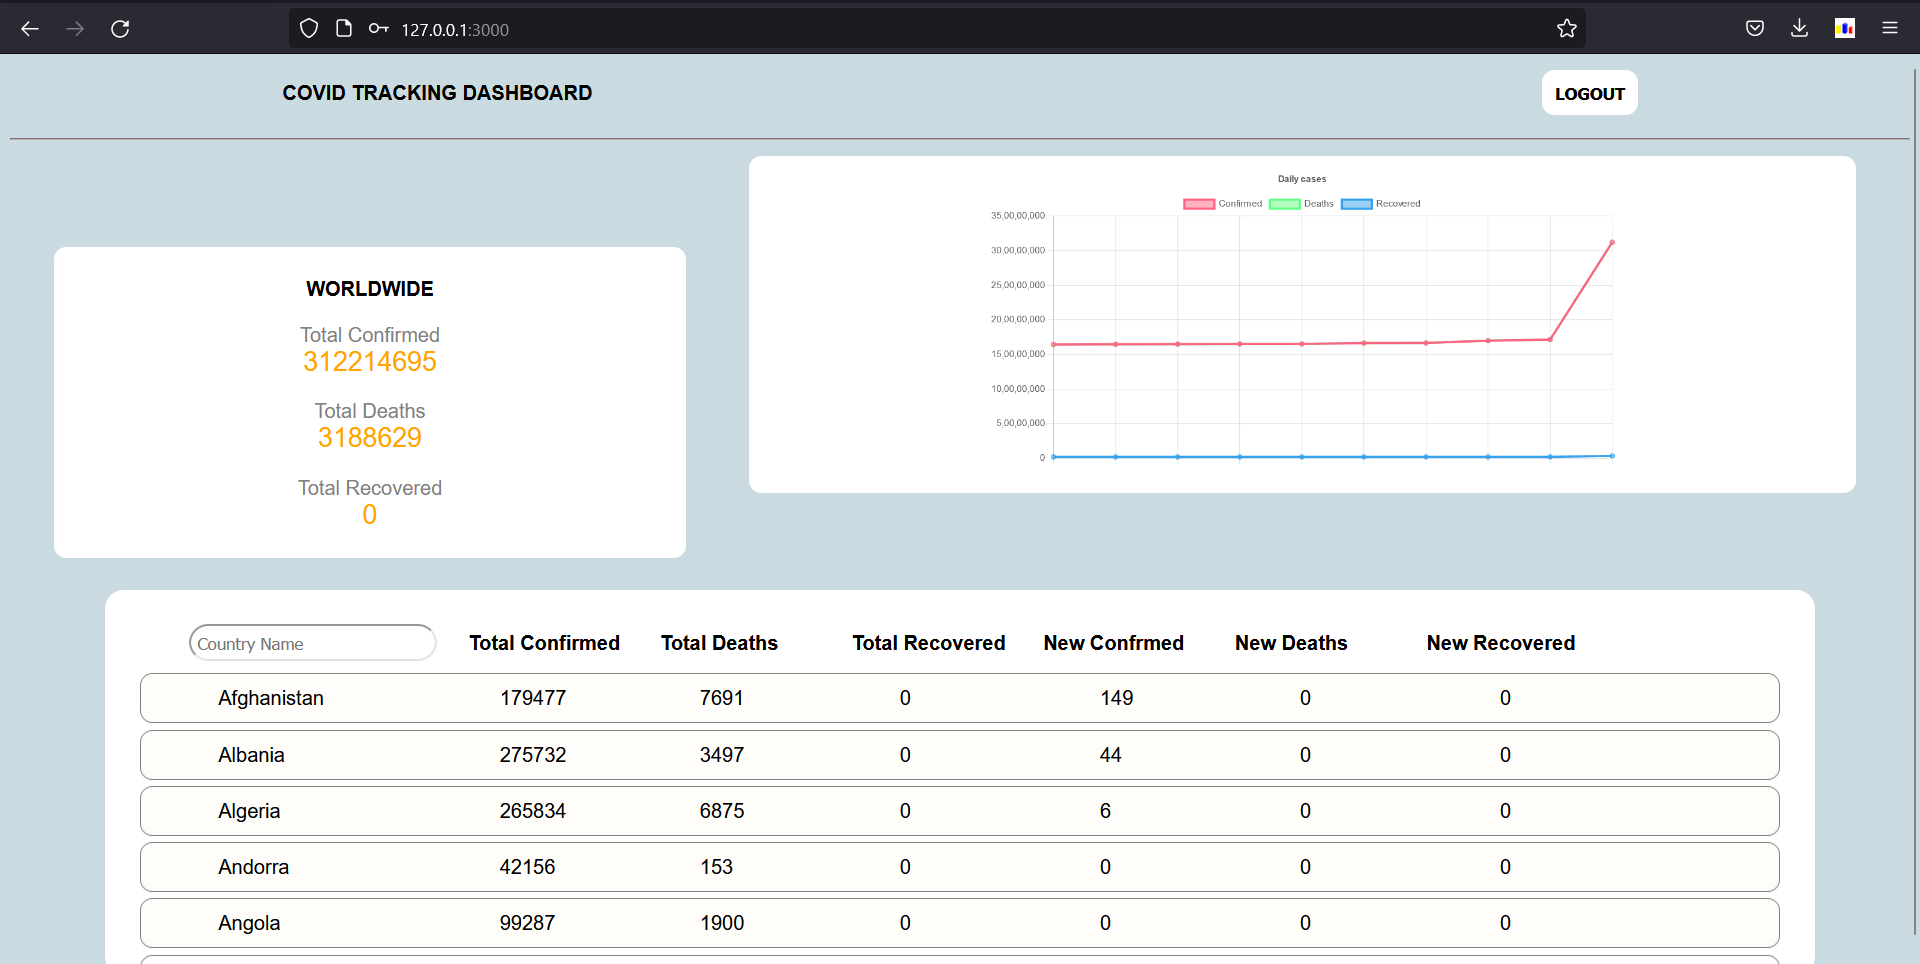 127.0.0.1:3000
COVID TRACKING DASHBOARD
LOGOUT
WORLDWIDE
Total Confirmed
312214695
Total Deaths
3188629
Total Recovered
0
Daily cases
Confirmed Deaths Recovered
35,00,00,000
30,00,00,000
25,00,00,000
20,00,00,000
15,00,00,000
10,00,00,000
5,00,00,000
0
Country Name Total Confirmed Total Deaths Total Recovered New Confrmed New Deaths New Recovered
Afghanistan 179477 7691 0 149 0 0
Albania 275732 3497 0 44 0 0
Algeria 265834 6875 0 6 0 0
Andorra 42156 153 0 0 0 0
Angola 99287 1900 0 0 0 0